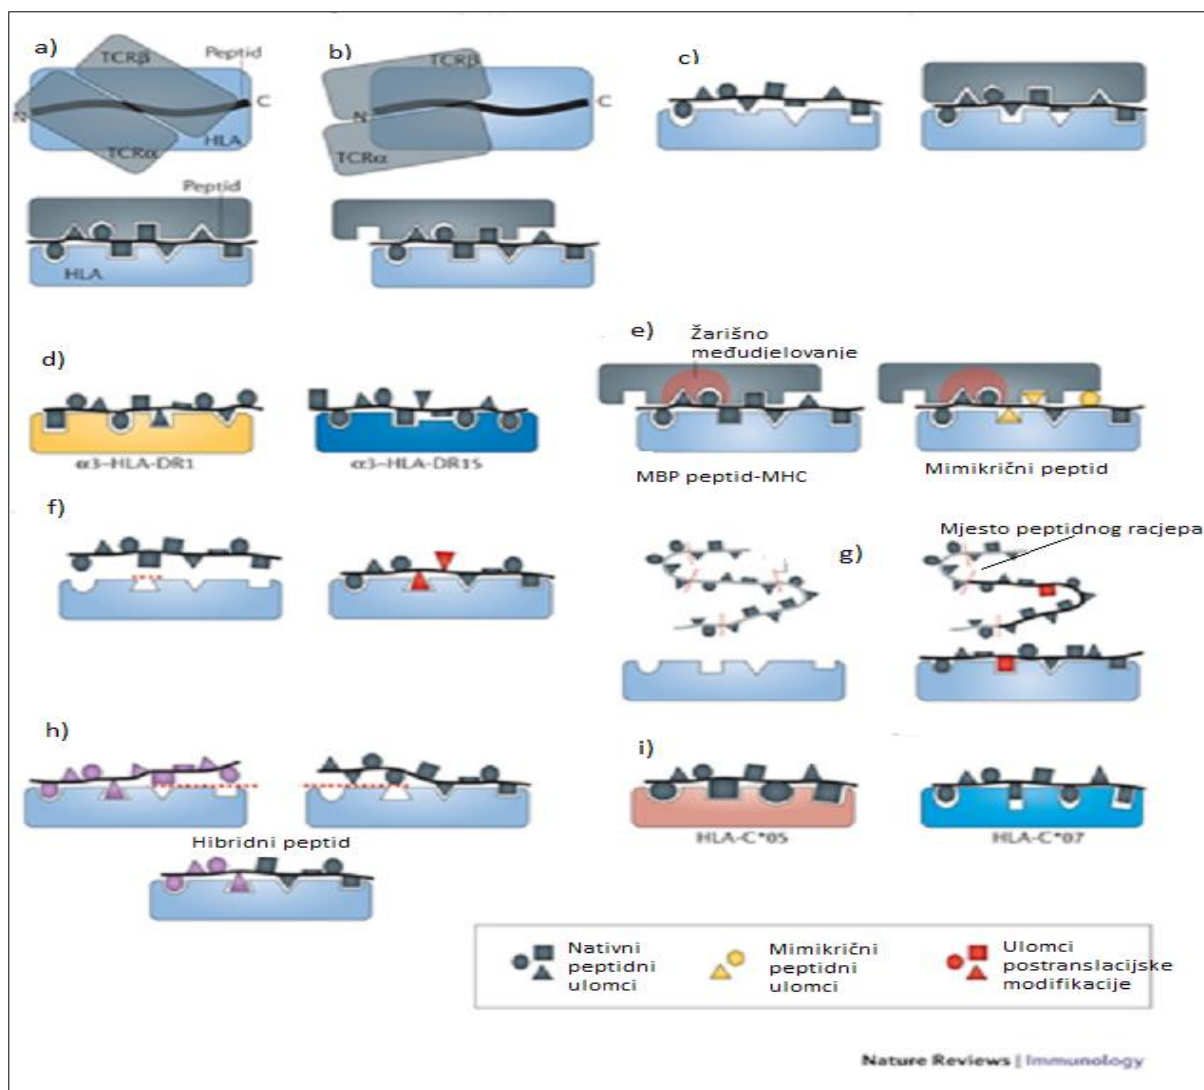 a)
TCRβ
Peptid
N
C
HLA
TCRα
Peptid
HLA
b)
TCRβ
C
N
TCRα
c)
d)
α3–HLA-DR1
α3–HLA-DR15
e)
Žarišno
međudjelovanje
MBP peptid-MHC
Mimikrični peptid
f)
g)
Mjesto peptidnog racjepa
h)
Hibridni peptid
i)
HLA-C*05
HLA-C*07
Nativni
peptidni
ulomci
Mimikrični
peptidni
ulomci
Ulomci
postranslacijske
modifikacije
Nature Reviews | Immunology